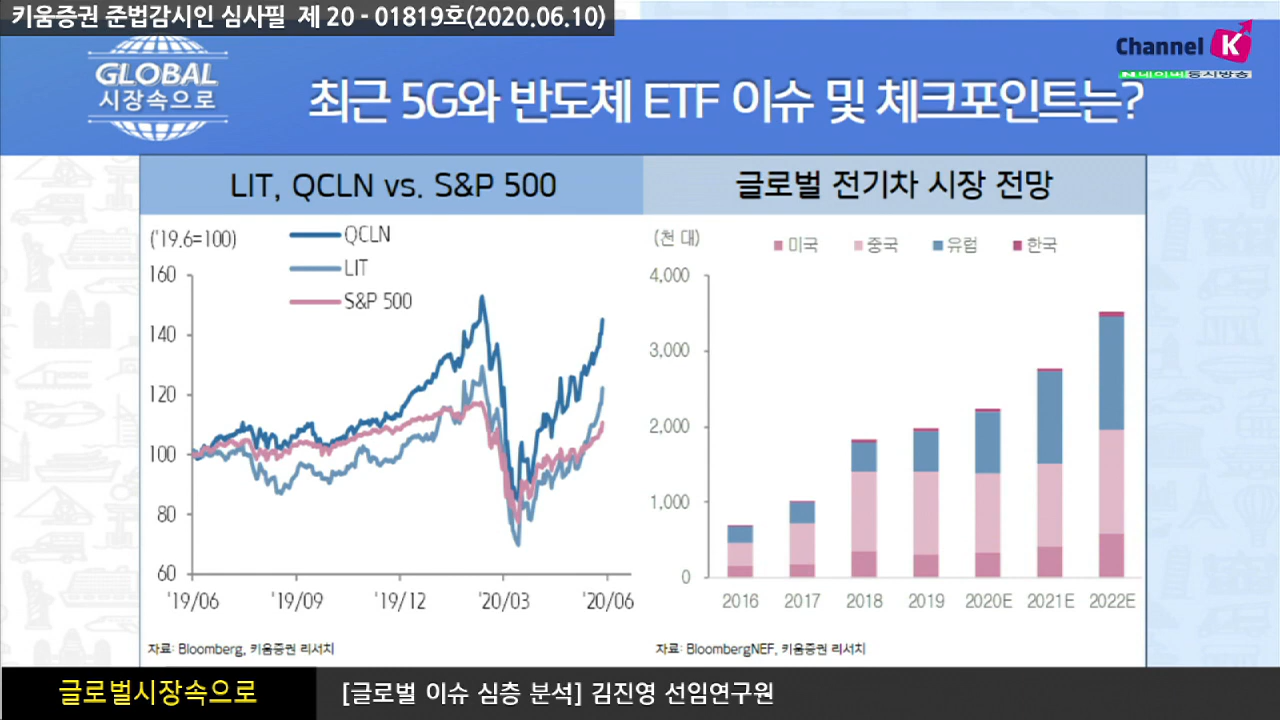 키움증권 준법감시인 심사필 제 20 - 01819호(2020.06.10)
Channel K
GLOBAL
시장속으로
최근 5G와 반도체 ETF 이슈 및 체크포인트는?
LIT, QCLN vs. S&P 500
('19.6=100)
QCLN
LIT
S&P 500
160
140
120
100
80
60
'19/06 '19/09 '19/12 '20/03 '20/06
자료: Bloomberg, 키움증권 리서치
글로벌 전기차 시장 전망
(천 대)
미국 중국 유럽 한국
4,000
3,000
2,000
1,000
0
2016 2017 2018 2019 2020E 2021E 2022E
자료: BloombergNEF, 키움증권 리서치
글로벌시장속으로
[글로벌 이슈 심층 분석] 김진영 선임연구원